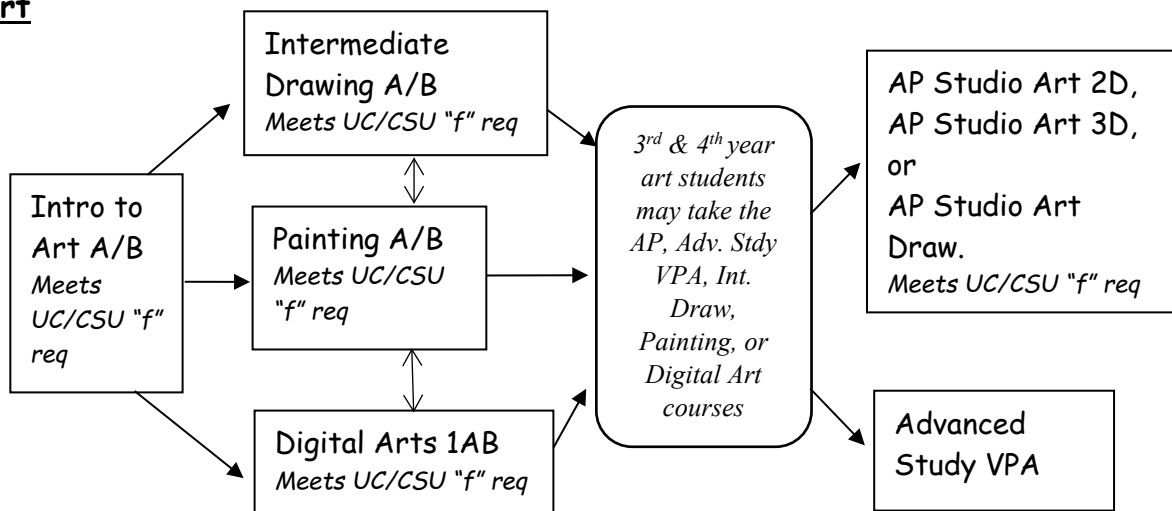 rt
Intro to
Art A/B
Meets
UC/CSU “f”
req
Intermediate
Drawing A/B
Meets UC/CSU “f” req
Painting A/B
Meets UC/CSU
“f” req
Digital Arts 1AB
Meets UC/CSU “f” req
3rd & 4th year
art students
may take the
AP, Adv. Stdy
VPA, Int.
Draw,
Painting, or
Digital Art
courses
AP Studio Art 2D,
AP Studio Art 3D,
or
AP Studio Art
Draw.
Meets UC/CSU “f” req
Advanced
Study VPA